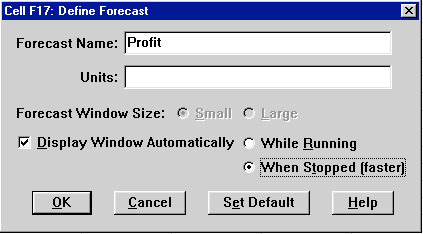 Cell F17: Define Forecast
Forecast Name: Profit
Units:
Forecast Window Size: Small Large
Display Window Automatically While Running
When Stopped (faster)
OK Cancel Set Default Help